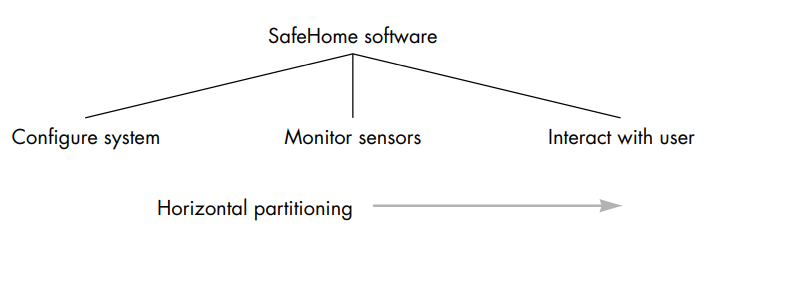 SafeHome software
Configure system
Monitor sensors
Interact with user
Horizontal partitioning